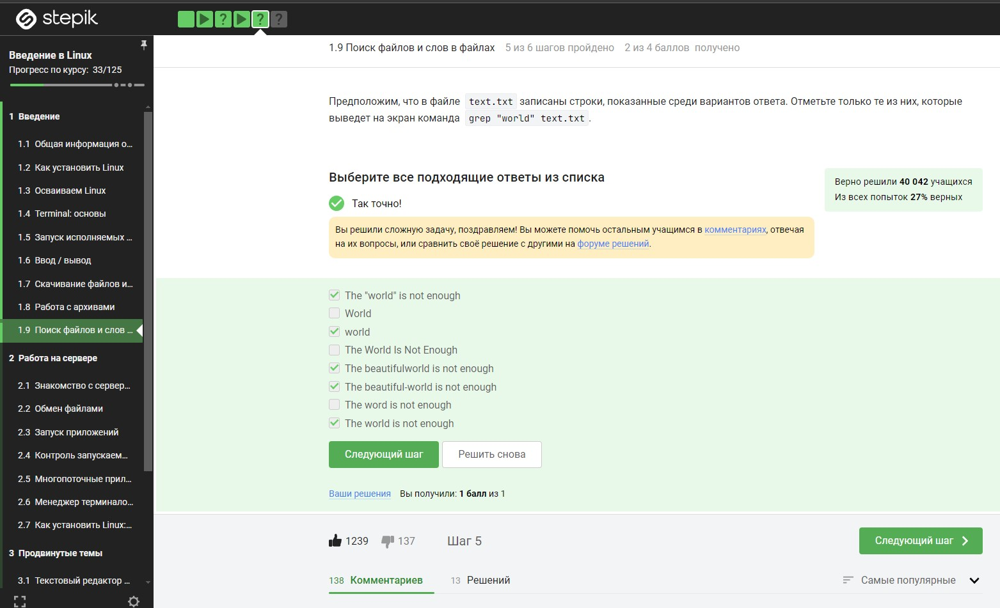 stepik
? ? ?
Введение в Linux
Прогресс по курсу: 33/125
1 Введение
1.1 Общая информация о...
1.2 Как установить Linux
1.3 Осваиваем Linux
1.4 Terminal: основы
1.5 Запуск исполняемых ...
1.6 Ввод / вывод
1.7 Скачивание файлов и...
1.8 Работа с архивами
1.9 Поиск файлов и слов ...
2 Работа на сервере
2.1 Знакомство с сервер...
2.2 Обмен файлами
2.3 Запуск приложений
2.4 Контроль запускаем...
2.5 Многопоточные прил...
2.6 Менеджер терминало...
2.7 Как установить Linux:...
3 Продвинутые темы
3.1 Текстовый редактор ...
1.9 Поиск файлов и слов в файлах 5 из 6 шагов пройдено 2 из 4 баллов получено
Предположим, что в файле text.txt записаны строки, показанные среди вариантов ответа. Отметьте только те из них, которые
выведет на экран команда grep "world" text.txt.
Выберите все подходящие ответы из списка
Так точно!
Вы решили сложную задачу, поздравляем! Вы можете помочь остальным учащимся в комментариях, отвечая
на их вопросы, или сравнить своё решение с другими на форуме решений.
Верно решили 40 042 учащихся
Из всех попыток 27% верных
The "world" is not enough
World
world
The World Is Not Enough
The beautifulworld is not enough
The beautiful-world is not enough
The word is not enough
The world is not enough
Следующий шаг Решить снова
Ваши решения Вы получили: 1 балл из 1
1239 137 Шаг 5 Следующий шаг
138 Комментариев 13 Решений Самые популярные